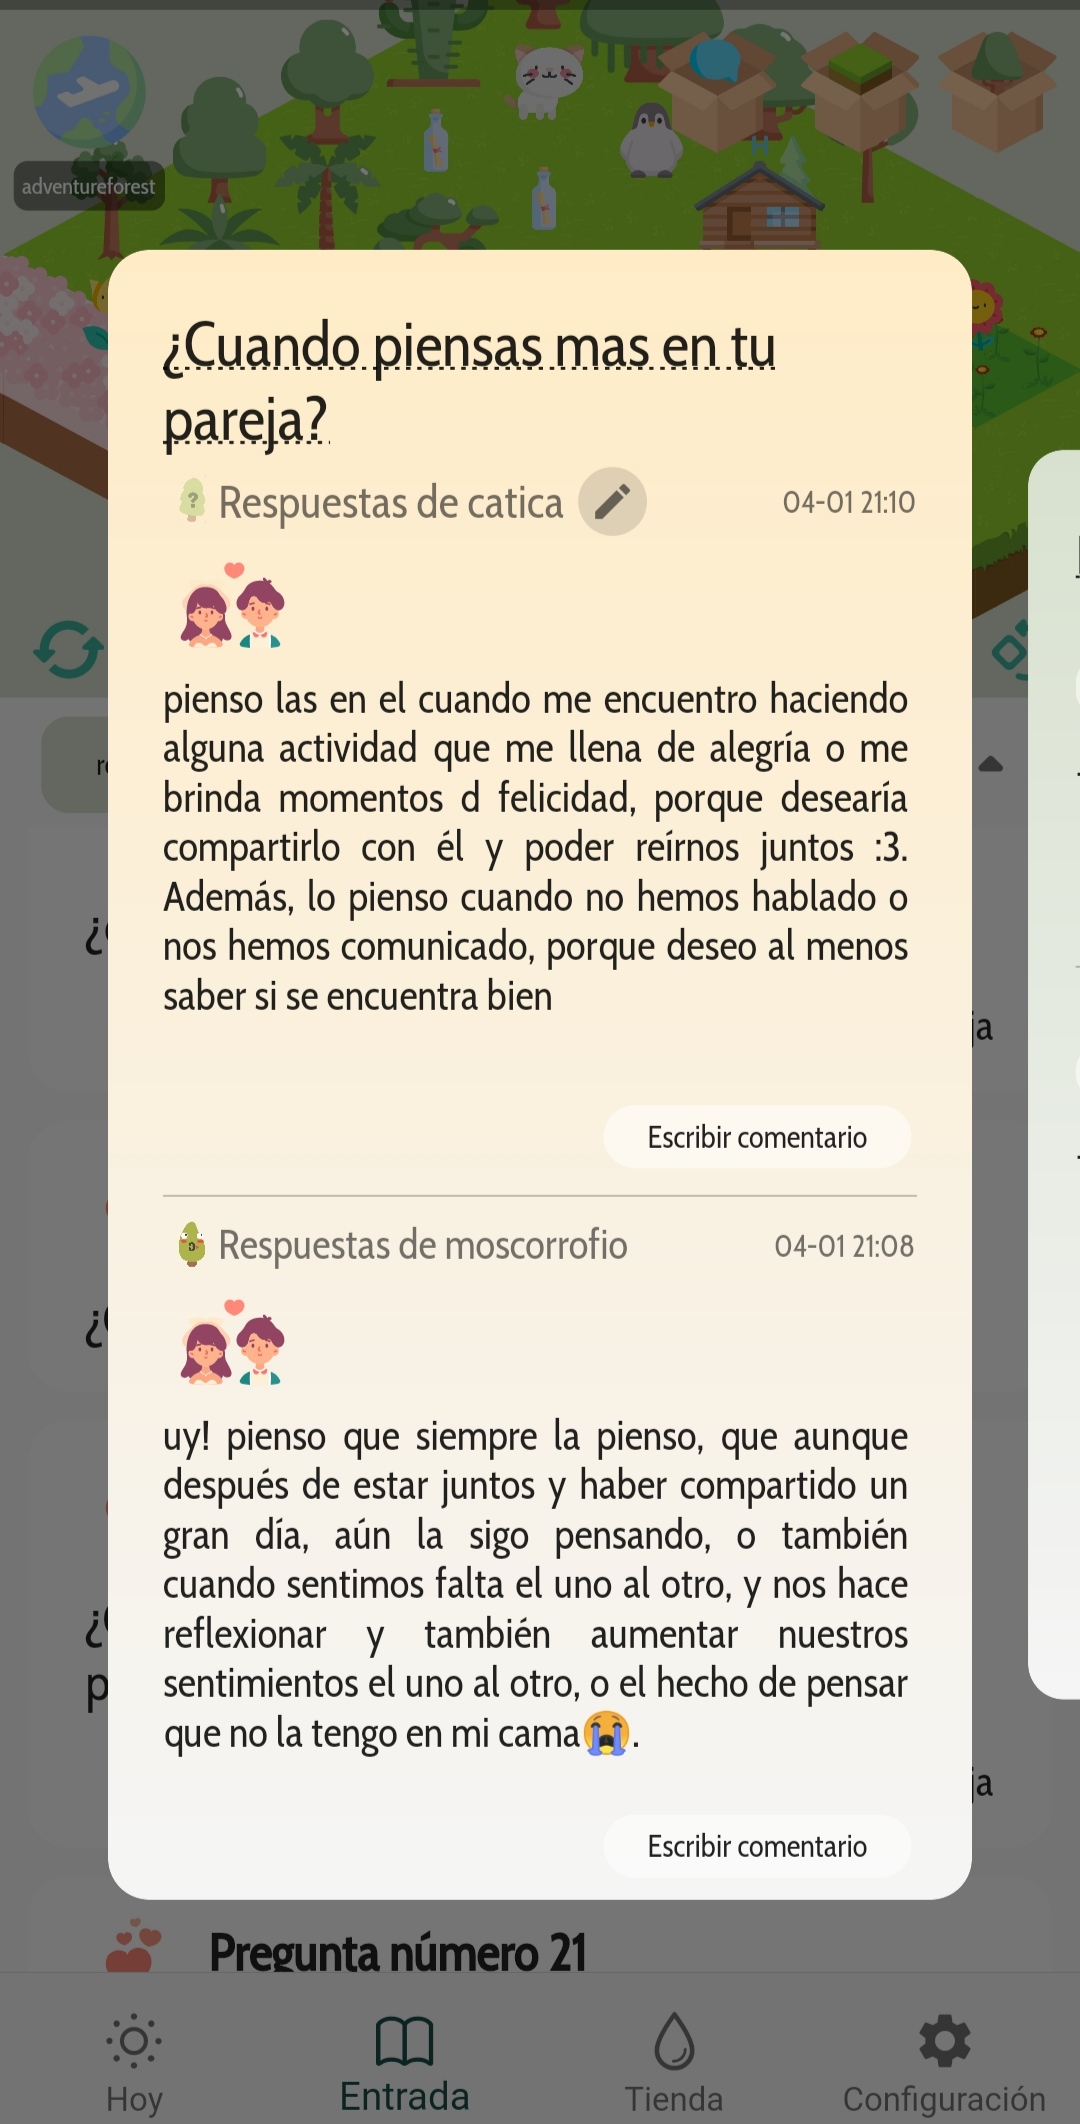 adventureforest
¿Cuando piensas mas en tu
pareja?
Respuestas de catica
04-01 21:10
pienso las en el cuando me encuentro haciendo
alguna actividad que me llena de alegría o me
brinda momentos d felicidad, porque desearía
compartirlo con él y poder reírnos juntos :3.
Además, lo pienso cuando no hemos hablado o
nos hemos comunicado, porque deseo al menos
saber si se encuentra bien
Escribir comentario
Respuestas de moscorrofio
04-01 21:08
uy! pienso que siempre la pienso, que aunque
después de estar juntos y haber compartido un
gran día, aún la sigo pensando, o también
cuando sentimos falta el uno al otro, y nos hace
reflexionar y también aumentar nuestros
sentimientos el uno al otro, o el hecho de pensar
que no la tengo en mi cama😭.
Escribir comentario
Pregunta número 21
Hoy
Entrada
Tienda
Configuración